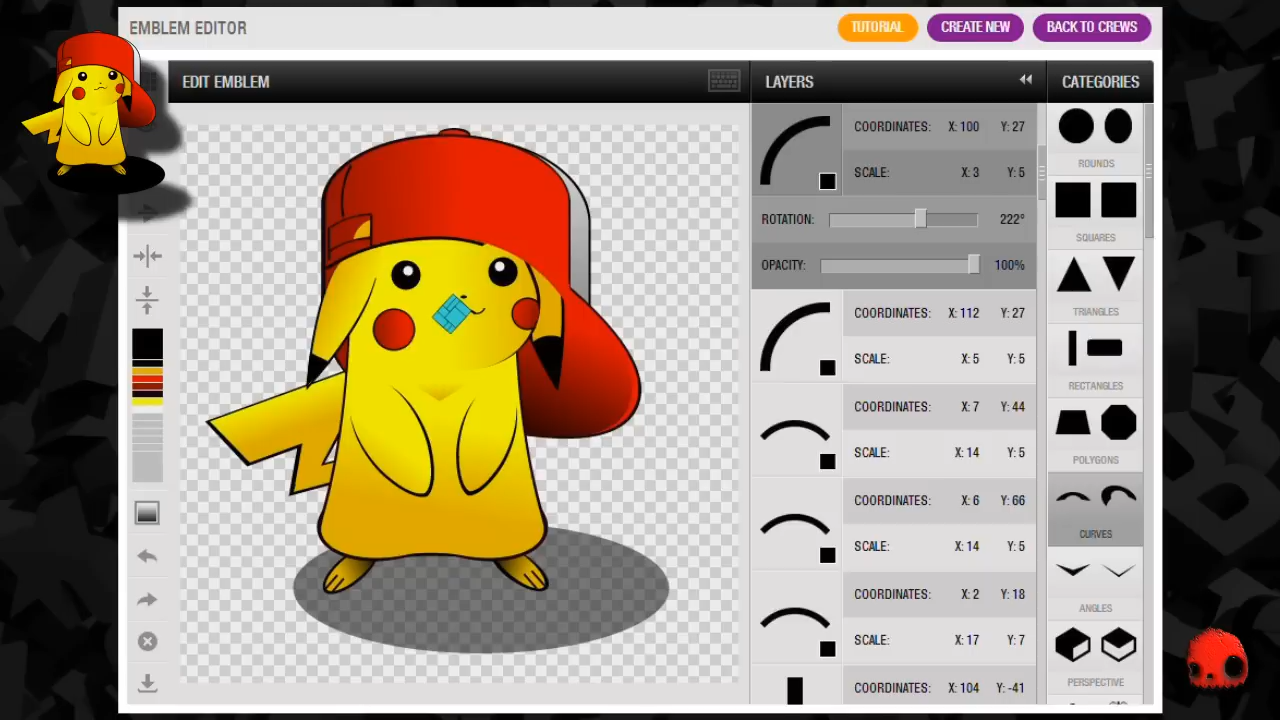 EMBLEM EDITOR
TUTORIAL
CREATE NEW
BACK TO CREWS
EDIT EMBLEM
LAYERS
CATEGORIES
COORDINATES: X: 100 Y: 27
SCALE: X: 3 Y: 5
ROTATION: 222°
OPACITY: 100%
COORDINATES: X: 112 Y: 27
SCALE: X: 5 Y: 5
COORDINATES: X: 7 Y: 44
SCALE: X: 14 Y: 5
COORDINATES: X: 6 Y: 66
SCALE: X: 14 Y: 5
COORDINATES: X: 2 Y: 18
SCALE: X: 17 Y: 7
COORDINATES: X: 104 Y: -41
ROUNDS
SQUARES
TRIANGLES
RECTANGLES
POLYGONS
CURVES
ANGLES
PERSPECTIVE